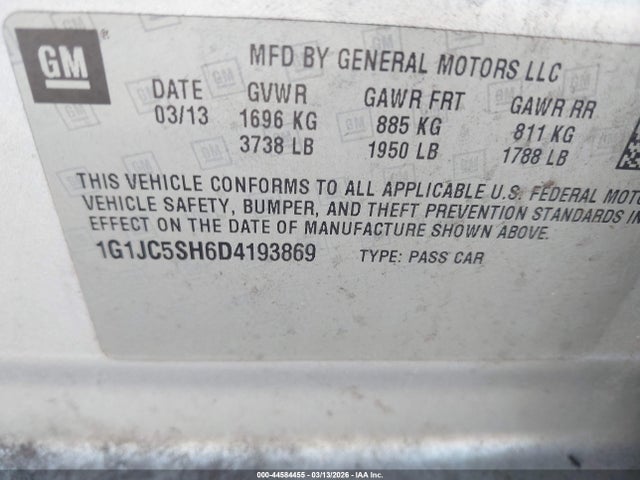 GM
MFD BY GENERAL MOTORS LLC
DATE GVWR GAWR FRT GAWR RR
03/13 1696 KG 885 KG 811 KG
3738 LB 1950 LB 1788 LB
THIS VEHICLE CONFORMS TO ALL APPLICABLE U.S. FEDERAL MOTO
VEHICLE SAFETY, BUMPER, AND THEFT PREVENTION STANDARDS IN
EFFECT ON THE DATE OF MANUFACTURE SHOWN ABOVE.
1G1JC5SH6D4193869 TYPE: PASS CAR
000-44584455 - 03/13/2026 - IAA Inc.